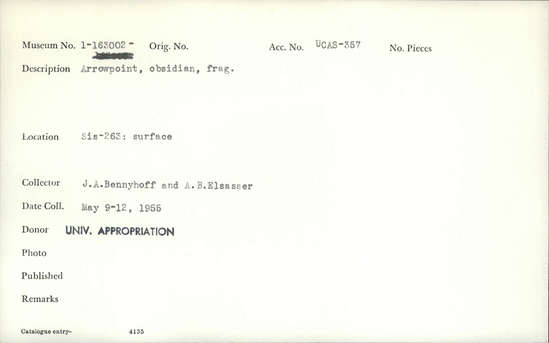 Museum No. 1-163002- Orig. No. Acc. No. UCAS-357 No. Pieces
Description Arrowpoint, obsidian, frag.
Location Sis-263: surface
Collector J.A.Bennyhoff and A.B.Elsasser
Date Coll. May 9-12, 1955
Donor UNIV. APPROPRIATION
Photo
Published
Remarks
Catalogue entry- 4135